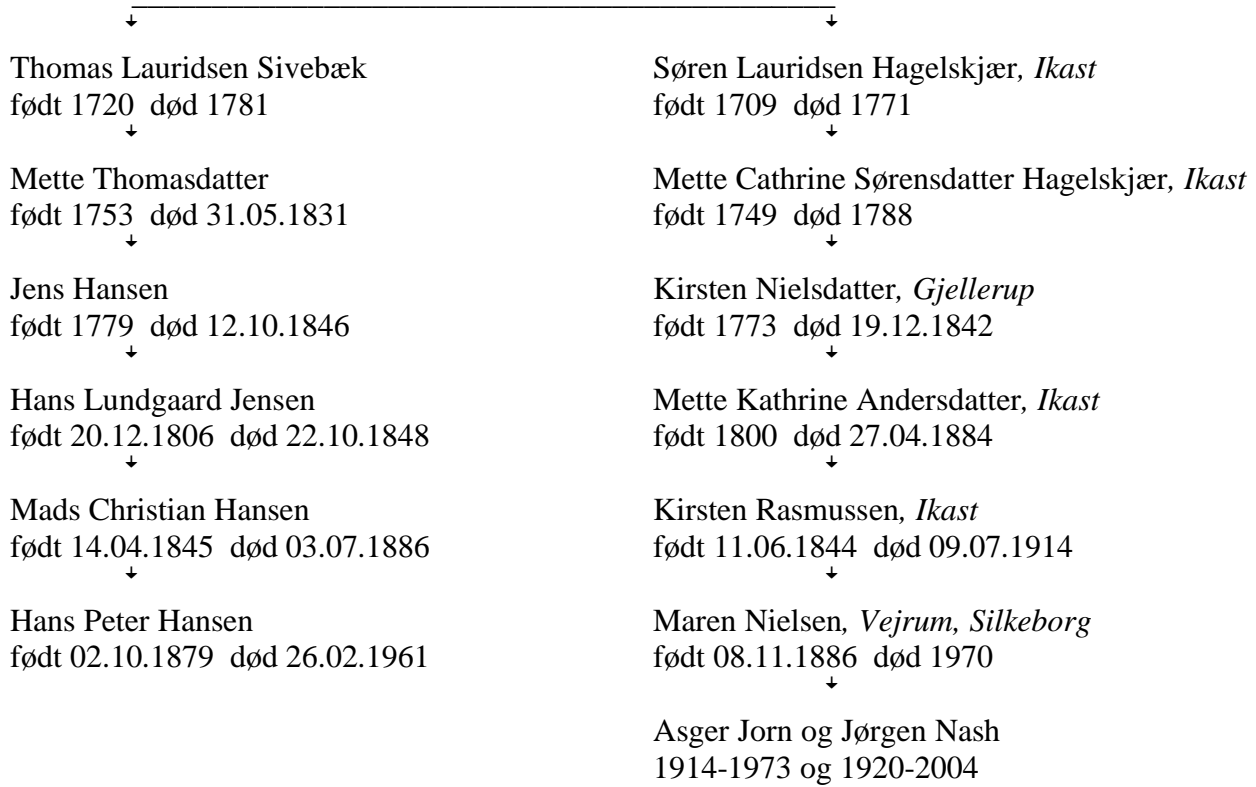 Thomas Lauridsen Sivebæk
født 1720 død 1781
Mette Thomasdatter
født 1753 død 31.05.1831
Jens Hansen
født 1779 død 12.10.1846
Hans Lundgaard Jensen
født 20.12.1806 død 22.10.1848
Mads Christian Hansen
født 14.04.1845 død 03.07.1886
Hans Peter Hansen
født 02.10.1879 død 26.02.1961
Søren Lauridsen Hagelskjær, Ikast
født 1709 død 1771
Mette Cathrine Sørensdatter Hagelskjær, Ikast
født 1749 død 1788
Kirsten Nielsdatter, Gjellerup
født 1773 død 19.12.1842
Mette Kathrine Andersdatter, Ikast
født 1800 død 27.04.1884
Kirsten Rasmussen, Ikast
født 11.06.1844 død 09.07.1914
Maren Nielsen, Vejrum, Silkeborg
født 08.11.1886 død 1970
Asger Jorn og Jørgen Nash
1914-1973 og 1920-2004